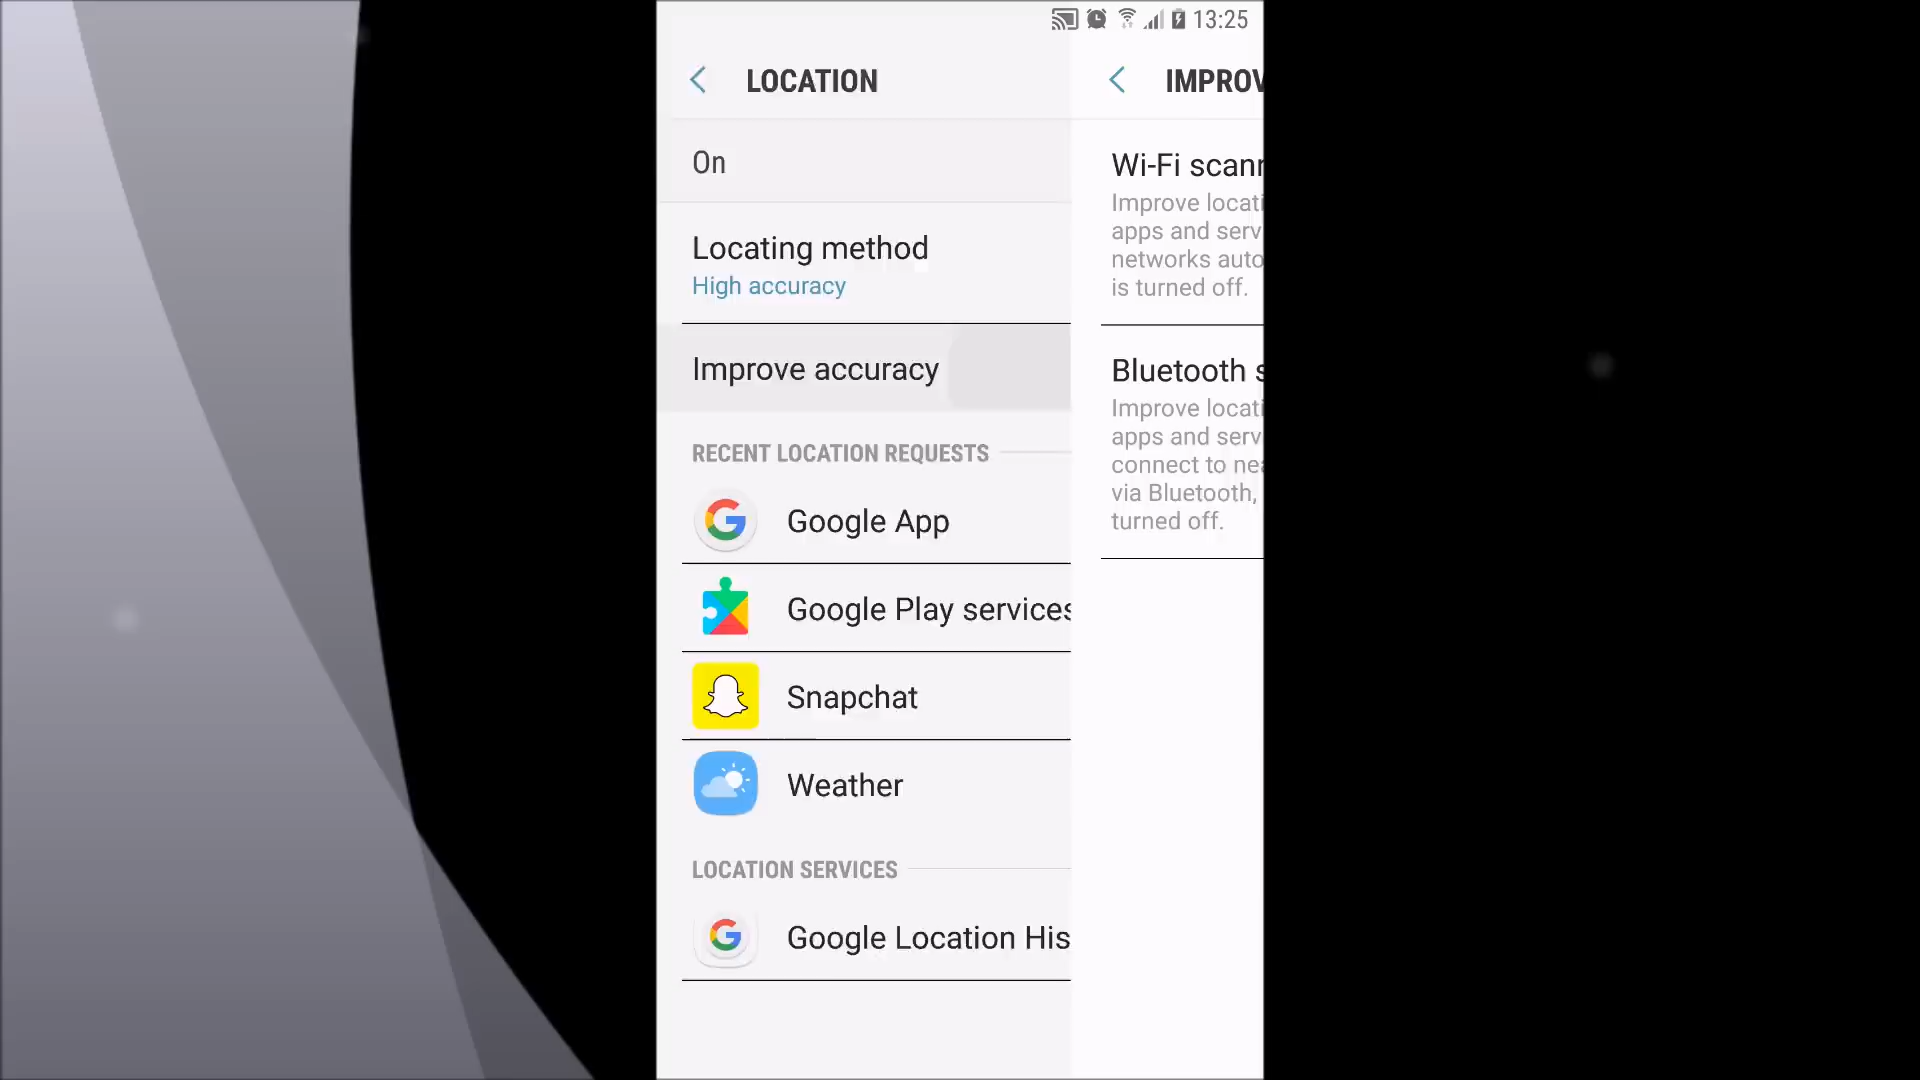 13:25
LOCATION
On
Locating method
High accuracy
Improve accuracy
RECENT LOCATION REQUESTS
Google App
Google Play services
Snapchat
Weather
LOCATION SERVICES
Google Location His
IMPROV
Wi-Fi scann
Improve locati
apps and serv
networks auto
is turned off.
Bluetooth s
Improve locati
apps and serv
connect to nea
via Bluetooth,
turned off.